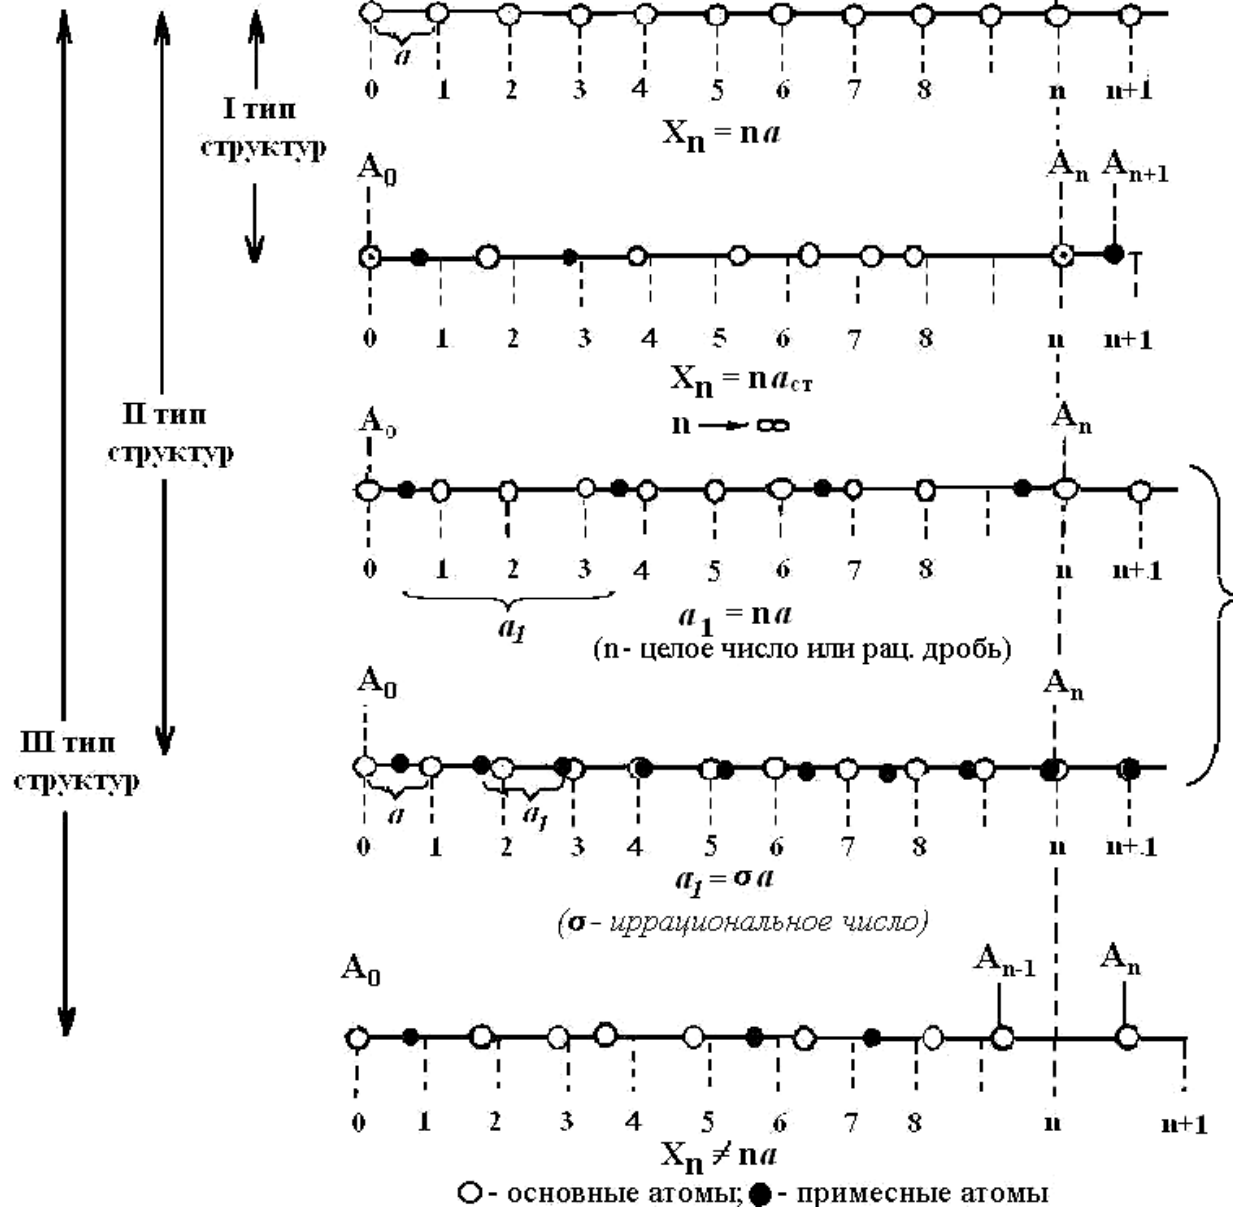 a
0 1 2 3 4 5 6 7 8 n n+1
I тип
структур
Xn = na
A0 An An+1
0 1 2 3 4 5 6 7 8 n n+1
Xn = naст
II тип
структур
n → ∞
A0 An
0 1 2 3 4 5 6 7 8 n n+1
a1 a1 = na
(n - целое число или рац. дробь)
A0 An
III тип
структур
a a1
0 1 2 3 4 5 6 7 8 n n+1
a1 = σa
(σ - иррациональное число)
A0 An-1 An
0 1 2 3 4 5 6 7 8 n n+1
Xn ≠ na
○ - основные атомы; ● - примесные атомы